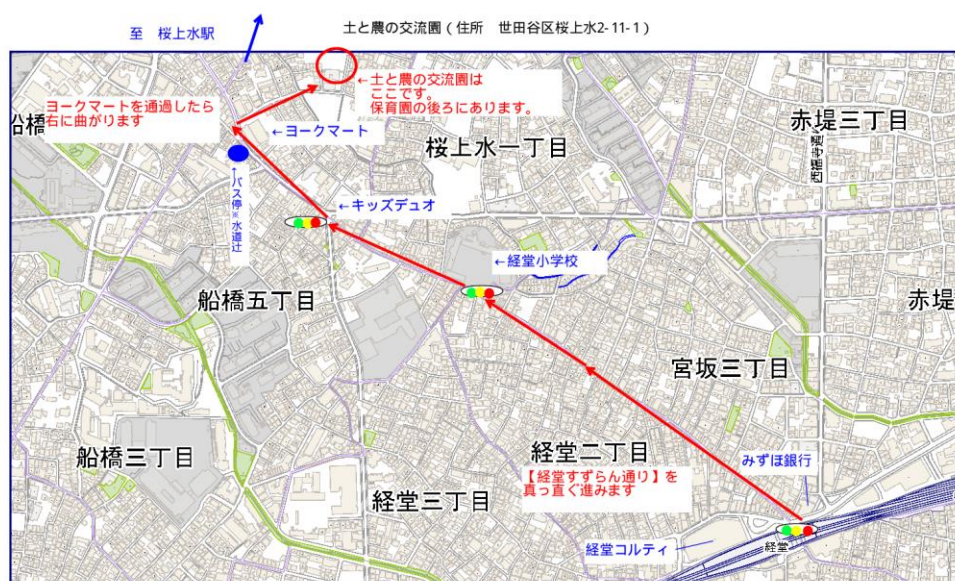 至　桜上水駅
土と農の交流園（住所　世田谷区桜上水2-11-1）
←土と農の交流園は
ここです。
保育園の後ろにあります。
ヨークマートを通過したら
右に曲がります
船橋
←ヨークマート
桜上水一丁目
赤堤三丁目
西福寺通り
←バス停※水道辻
←キッズデュオ
←経堂小学校
船橋五丁目
赤堤
宮坂三丁目
船橋三丁目
経堂二丁目
【経堂すずらん通り】を
真っ直ぐ進みます
みずほ銀行
経堂三丁目
経堂コルティ
経堂